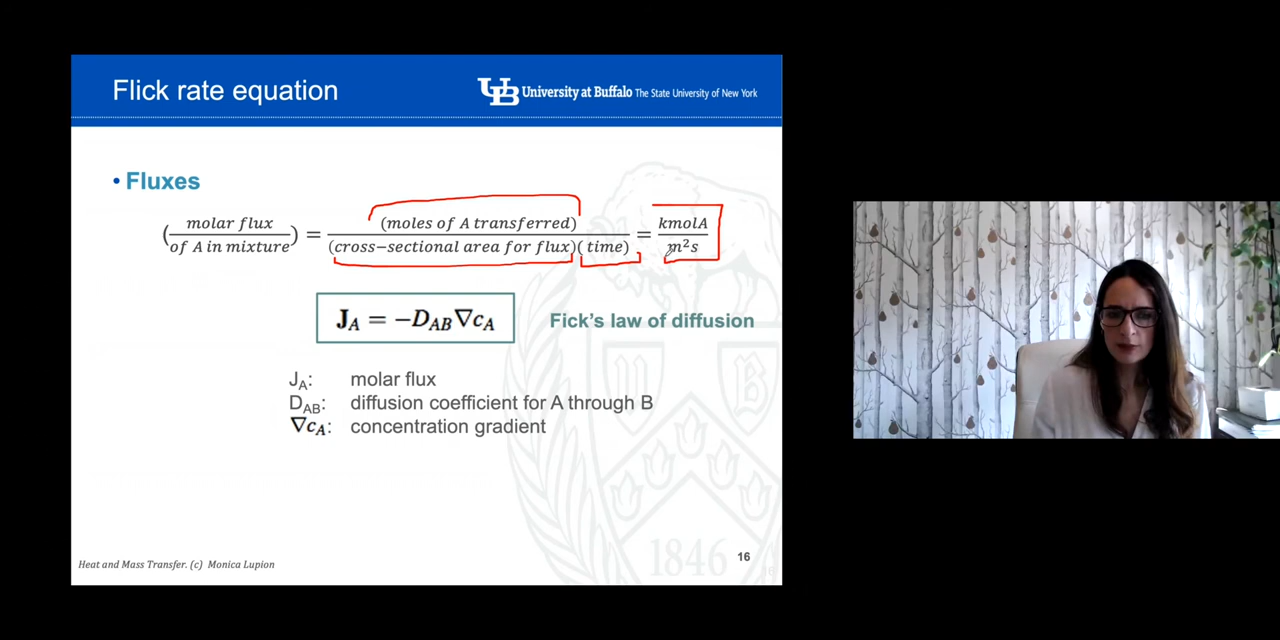 Flick rate equation
UB University at Buffalo The State University of New York
• Fluxes
(molar flux / of A in mixture) = (moles of A transferred) / (cross−sectional area for flux)(time) = kmolA / m²s
J_A = −D_AB∇c_A
Fick's law of diffusion
J_A: molar flux
D_AB: diffusion coefficient for A through B
∇c_A: concentration gradient
1846
Heat and Mass Transfer. (c) Monica Lupion
16